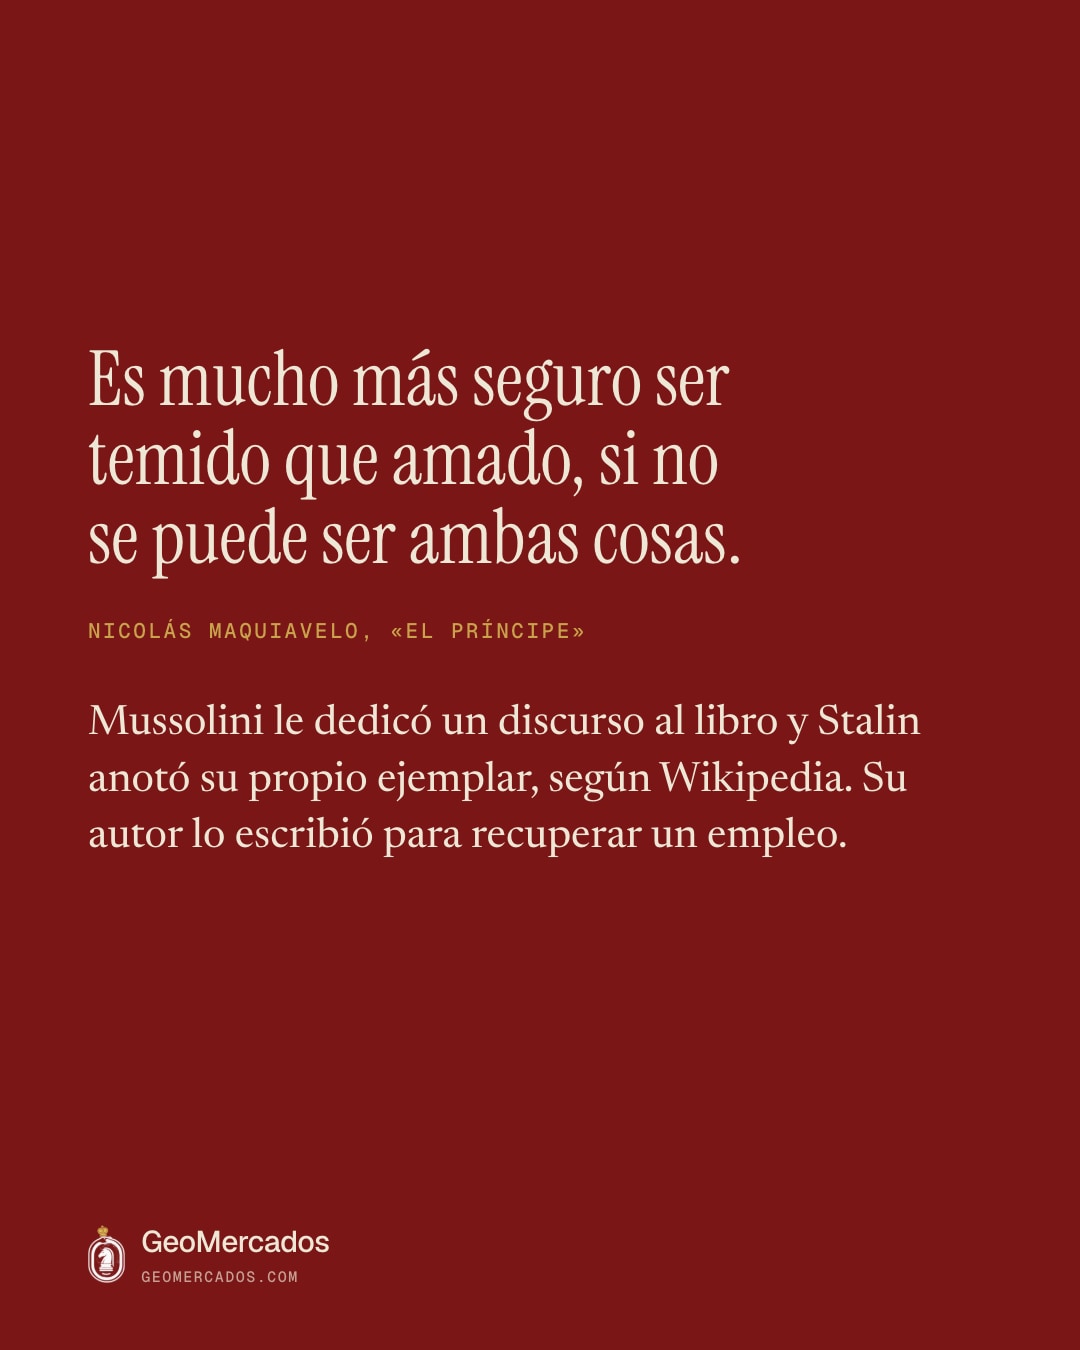 Es mucho más seguro ser
temido que amado, si no
se puede ser ambas cosas.
NICOLÁS MAQUIAVELO, «EL PRÍNCIPE»
Mussolini le dedicó un discurso al libro y Stalin
anotó su propio ejemplar, según Wikipedia. Su
autor lo escribió para recuperar un empleo.
GeoMercados
GEOMERCADOS.COM